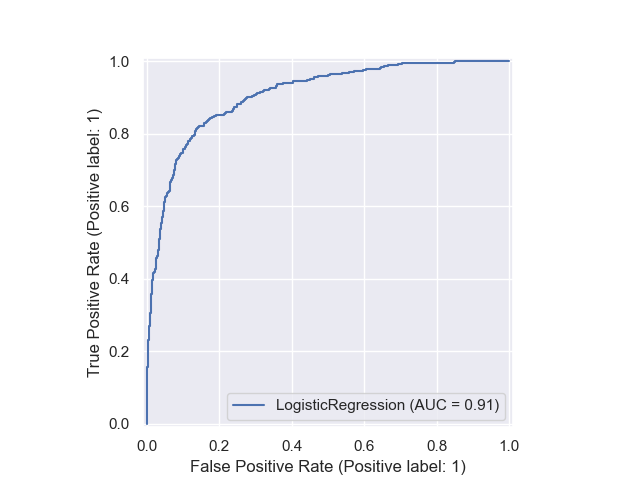 1.0
0.8
0.6
0.4
0.2
0.0
True Positive Rate (Positive label: 1)
LogisticRegression (AUC = 0.91)
0.0 0.2 0.4 0.6 0.8 1.0
False Positive Rate (Positive label: 1)